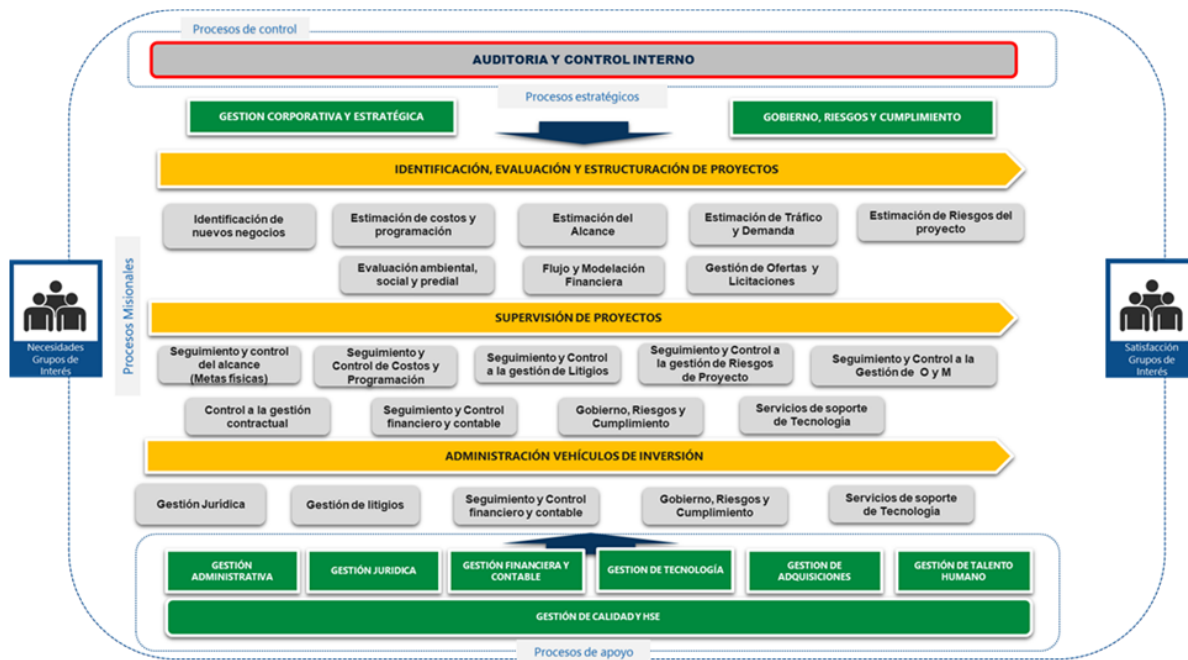 Procesos de control
AUDITORIA Y CONTROL INTERNO
Procesos estratégicos
GESTION CORPORATIVA Y ESTRATÉGICA
GOBIERNO, RIESGOS Y CUMPLIMIENTO
IDENTIFICACIÓN, EVALUACIÓN Y ESTRUCTURACIÓN DE PROYECTOS
Identificación de
nuevos negocios
Estimación de costos y
programación
Estimación del
Alcance
Estimación de Tráfico
y Demanda
Estimación de Riesgos del
proyecto
Evaluación ambiental,
social y predial
Flujo y Modelación
Financiera
Gestión de Ofertas y
Licitaciones
Procesos Misionales
Necesidades
Grupos de
Interés
Satisfacción
Grupos de
Interés
SUPERVISIÓN DE PROYECTOS
Seguimiento y control
del alcance
(Metas físicas)
Seguimiento y
Control de Costos y
Programación
Seguimiento y Control
a la gestión de Litigios
Seguimiento y Control a
la gestión de Riesgos
de Proyecto
Seguimiento y Control a la
Gestión de O y M
Control a la gestión
contractual
Seguimiento y Control
financiero y contable
Gobierno, Riesgos y
Cumplimiento
Servicios de soporte
de Tecnología
ADMINISTRACIÓN VEHÍCULOS DE INVERSIÓN
Gestión Jurídica
Gestión de litigios
Seguimiento y Control
financiero y contable
Gobierno, Riesgos y
Cumplimiento
Servicios de soporte
de Tecnología
GESTIÓN
ADMINISTRATIVA
GESTIÓN JURIDICA
GESTIÓN FINANCIERA Y
CONTABLE
GESTION DE TECNOLOGÍA
GESTION DE
ADQUISICIONES
GESTIÓN DE TALENTO
HUMANO
GESTIÓN DE CALIDAD Y HSE
Procesos de apoyo